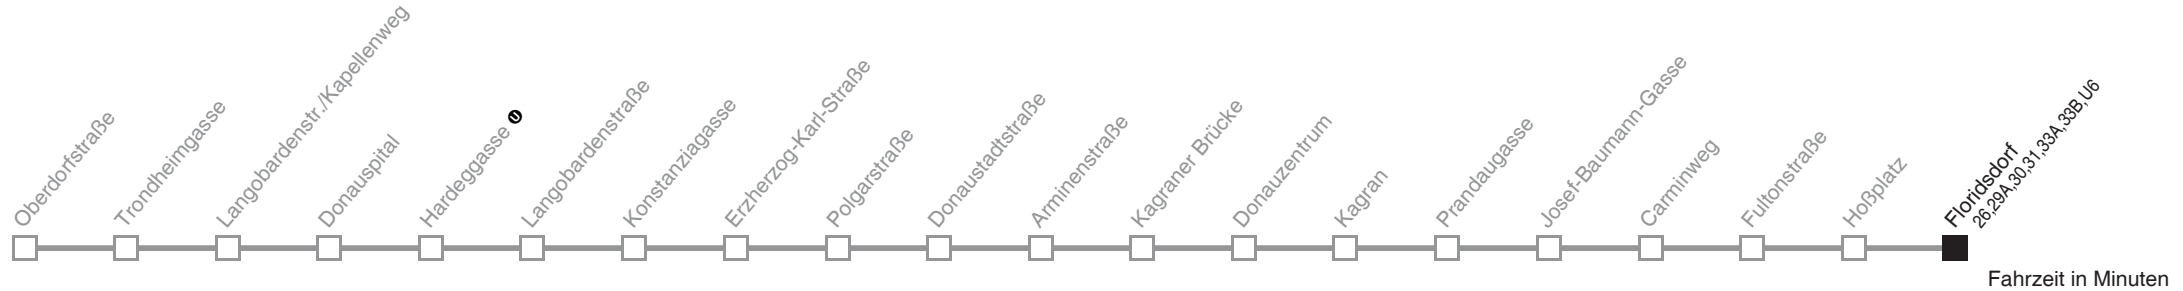 Oberdorfstraße
Trondheimgasse
Langobardenstr./Kapellenweg
Donauspital
Hardeggasse U
Langobardenstraße
Konstanziagasse
Erzherzog-Karl-Straße
Polgarstraße
Donaustadtstraße
Arminenstraße
Kagraner Brücke
Donauzentrum
Kagran
Prandaugasse
Josef-Baumann-Gasse
Carminweg
Fultonstraße
Hoßplatz
Floridsdorf
26,29A,30,31,33A,33B,U6
Fahrzeit in Minuten